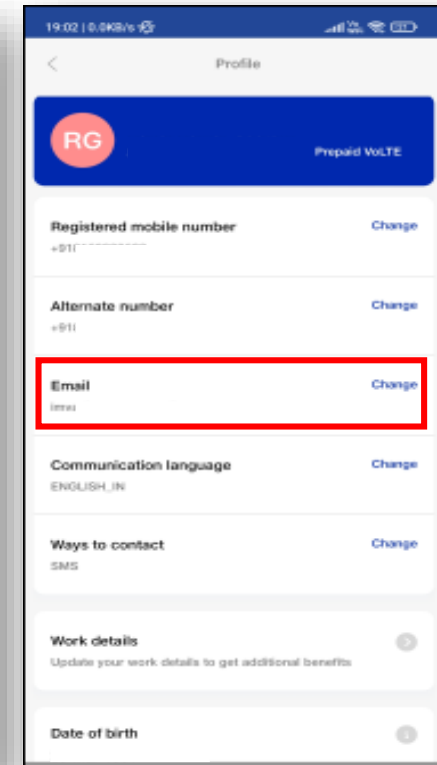 19:02 | 0.0KB/s
Profile
RG
Prepaid VoLTE
Registered mobile number
Change
+91
Alternate number
Change
+91
Email
Change
Communication language
Change
ENGLISH_IN
Ways to contact
Change
SMS
Work details
Update your work details to get additional benefits
Date of birth